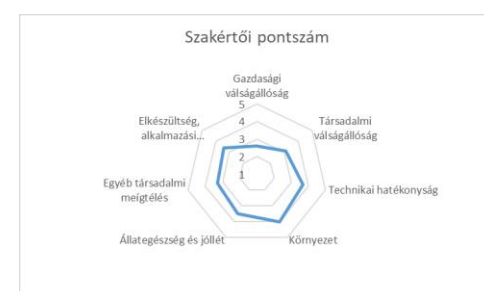 Szakértői pontszám
Gazdasági
válságállóság
5
4
3
2
1
Társadalmi
válságállóság
Technikai hatékonyság
Környezet
Állategészség és jóllét
Egyéb társadalmi
meígtélés
Elkészültség,
alkalmazási...